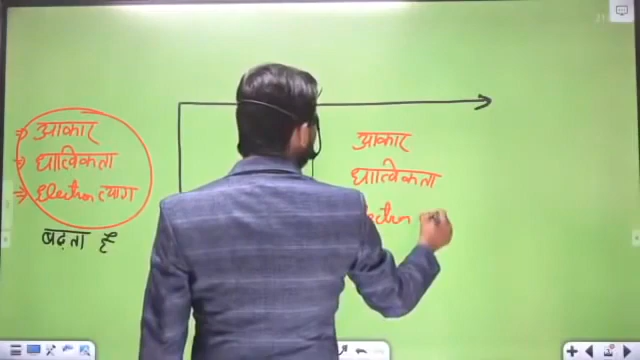 → आकार
→ धात्विकता
→ Electron त्याग
बढ़ता है
आकार
धात्विकता